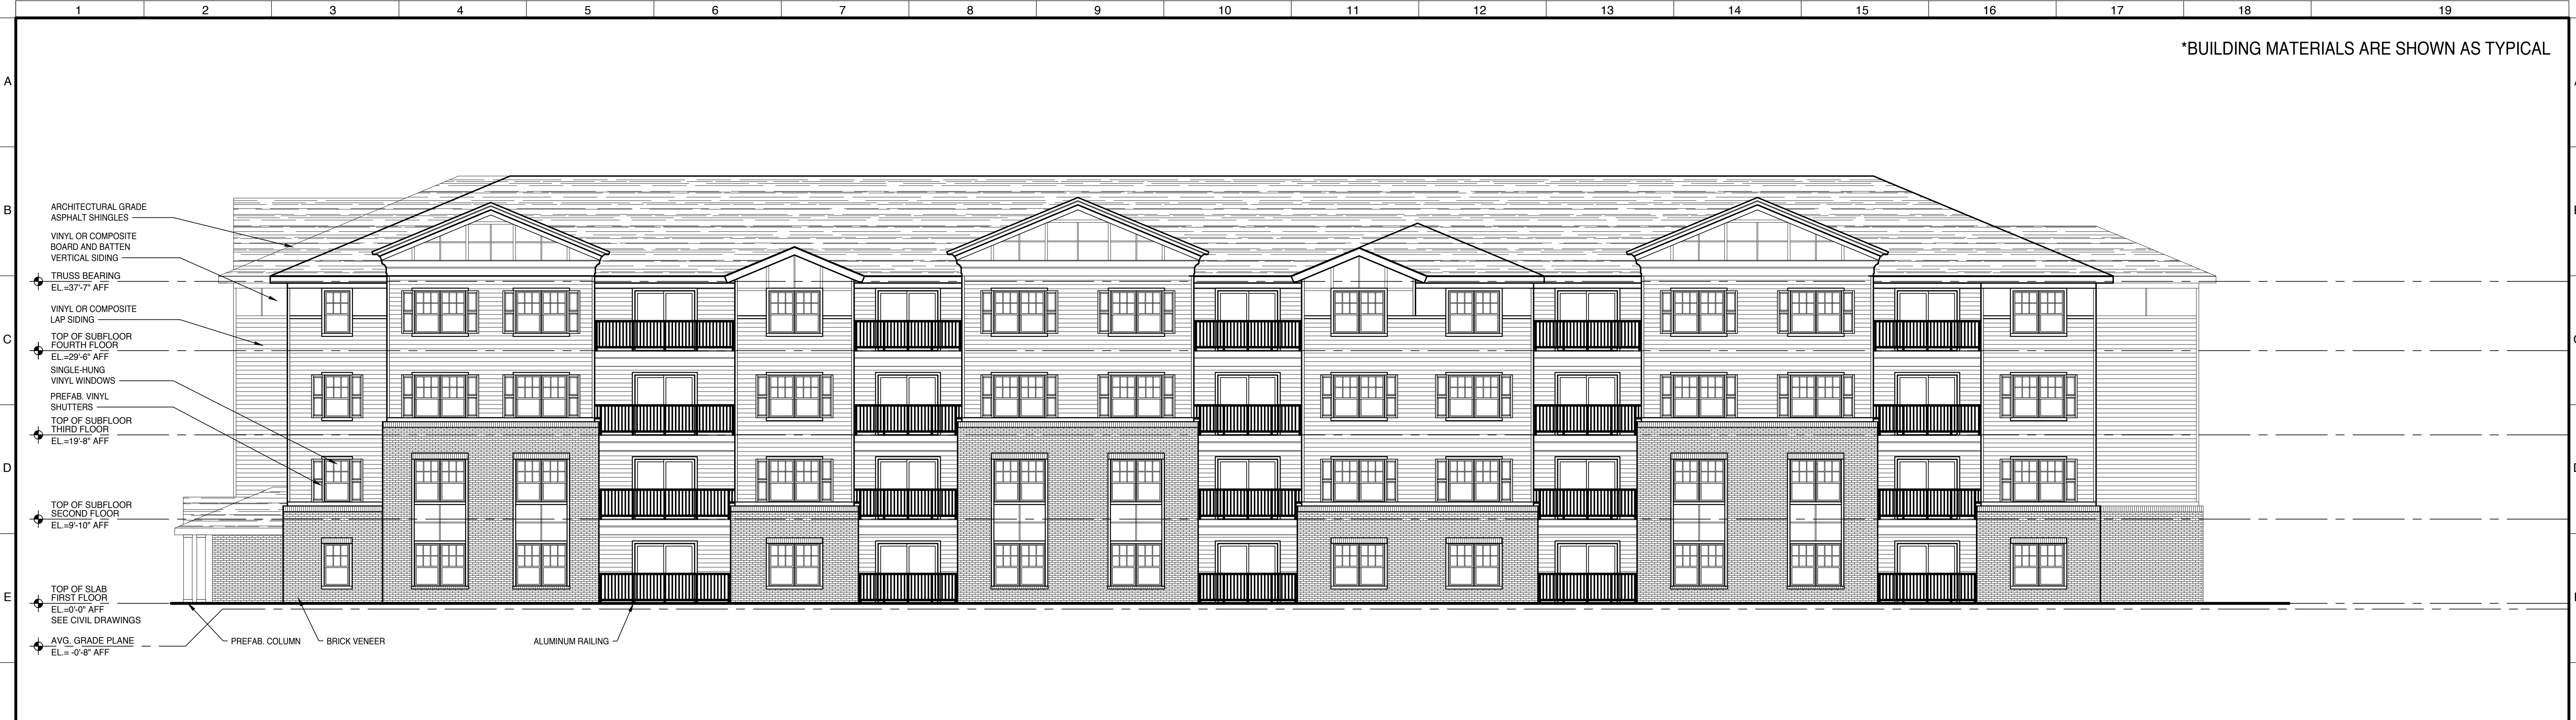 1 2 3 4 5 6 7 8 9 10 11 12 13 14 15 16 17 18 19
*BUILDING MATERIALS ARE SHOWN AS TYPICAL
A
B
ARCHITECTURAL GRADE
ASPHALT SHINGLES
VINYL OR COMPOSITE
BOARD AND BATTEN
VERTICAL SIDING
TRUSS BEARING
EL.=37'-7" AFF
VINYL OR COMPOSITE
LAP SIDING
C
TOP OF SUBFLOOR
FOURTH FLOOR
EL.=29'-6" AFF
SINGLE-HUNG
VINYL WINDOWS
PREFAB. VINYL
SHUTTERS
TOP OF SUBFLOOR
THIRD FLOOR
EL.=19'-8" AFF
D
TOP OF SUBFLOOR
SECOND FLOOR
EL.=9'-10" AFF
E
TOP OF SLAB
FIRST FLOOR
EL.=0'-0" AFF
SEE CIVIL DRAWINGS
AVG. GRADE PLANE
EL.= -0'-8" AFF
PREFAB. COLUMN
BRICK VENEER
ALUMINUM RAILING